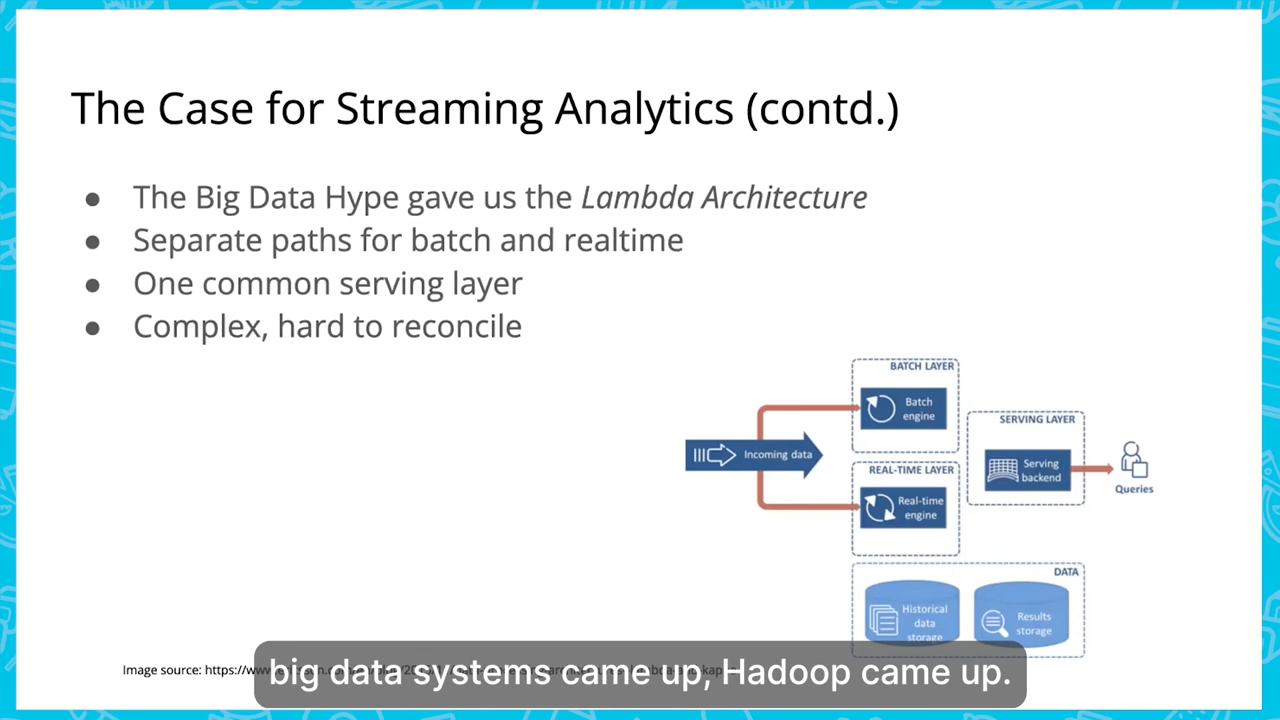 The Case for Streaming Analytics (contd.)
● The Big Data Hype gave us the Lambda Architecture
● Separate paths for batch and realtime
● One common serving layer
● Complex, hard to reconcile
BATCH LAYER
Batch
engine
SERVING LAYER
Incoming data
Serving
backend
Queries
REAL-TIME LAYER
Real-time
engine
DATA
Historical
data
storage
Results
storage
Image source:
big data systems came up, Hadoop came up.